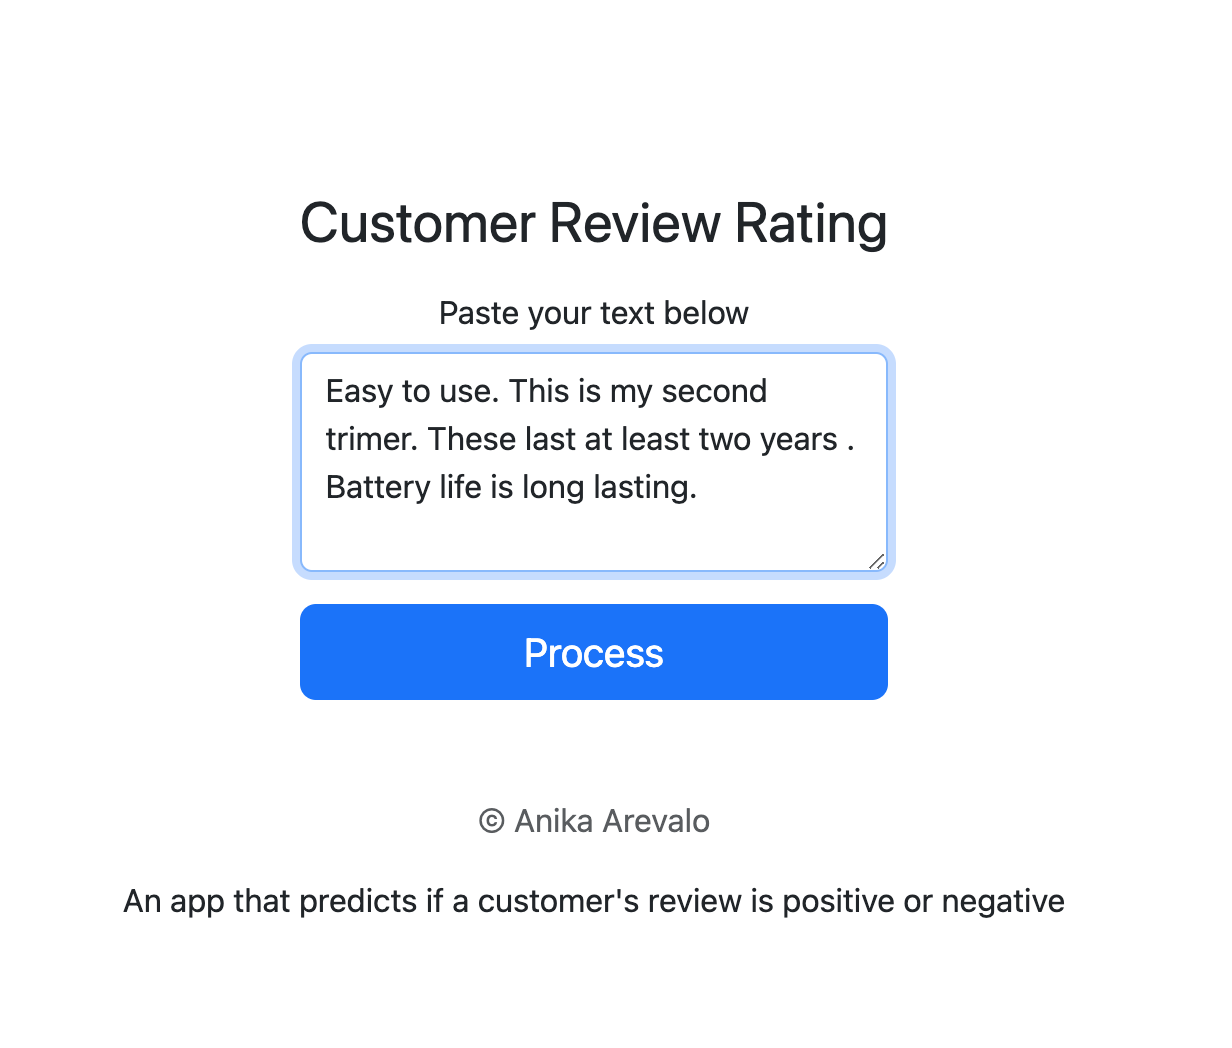 Customer Review Rating
Paste your text below
Easy to use. This is my second
trimer. These last at least two years .
Battery life is long lasting.
Process
© Anika Arevalo
An app that predicts if a customer's review is positive or negative